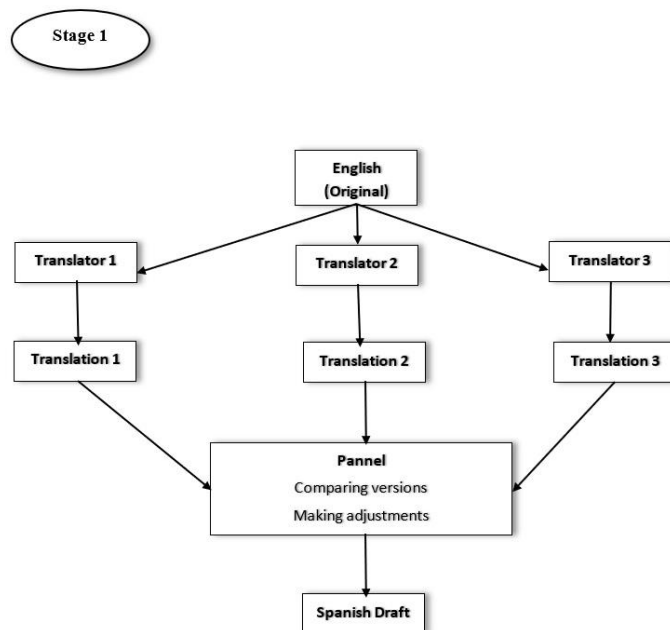 Stage 1
English
(Original)
Translator 1
Translator 2
Translator 3
Translation 1
Translation 2
Translation 3
Pannel
Comparing versions
Making adjustments
Spanish Draft